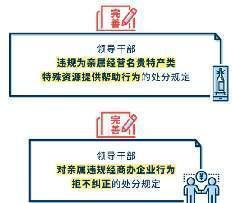 完善
领导干部
违规为亲居经营名贵特产类
特殊资源提供帮助行为的处分规定
完善
领导干部
对亲属违规经商办企业行为
拒不纠正的处分规定